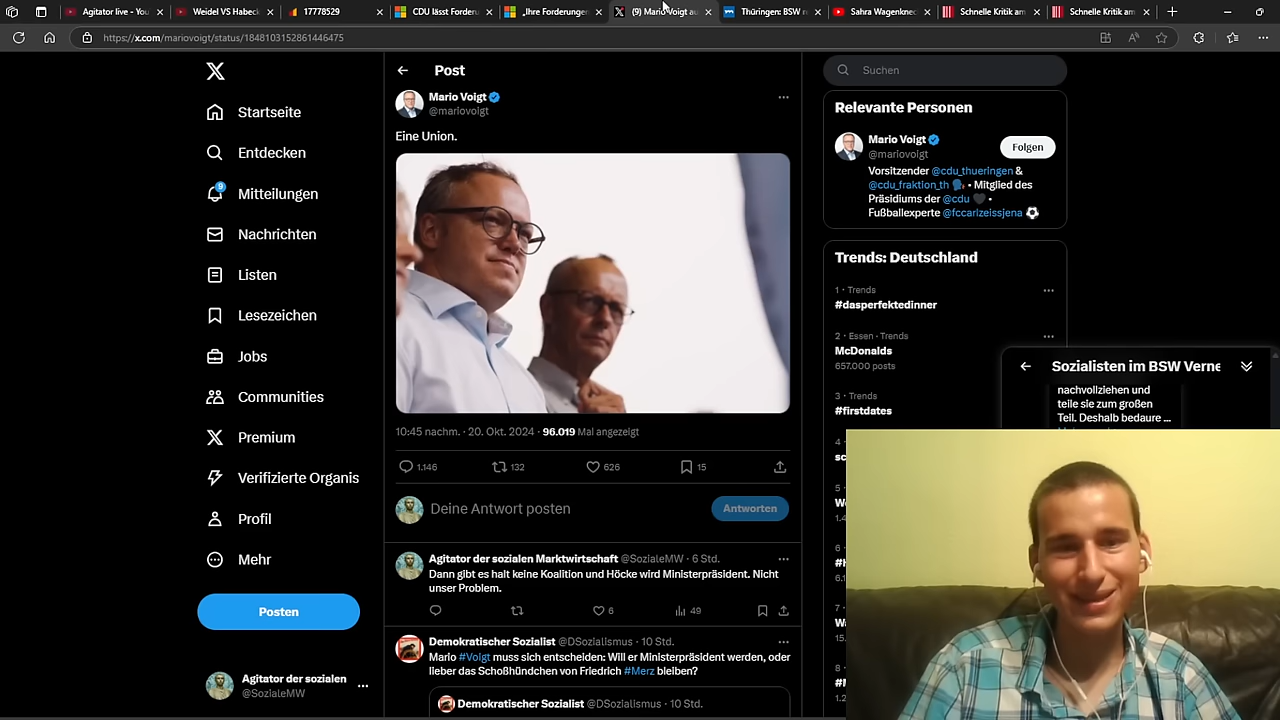 Agitator live - You
Weidel VS Habeck
17778529
CDU lässt Forderun
„Ihre Forderungen
(9) Mario Voigt au
Thüringen: BSW n
Sahra Wagenknec
Schnelle Kritik am
Schnelle Kritik am
https://x.com/mariovoigt/status/1848103152861446475
Startseite
Entdecken
9
Mitteilungen
Nachrichten
Listen
Lesezeichen
Jobs
Communities
Premium
Verifizierte Organis
Profil
Mehr
Posten
Agitator der sozialen
@SozialeMW
Post
Mario Voigt
@mariovoigt
Eine Union.
10:45 nachm. · 20. Okt. 2024 · 96.019 Mal angezeigt
1.146
132
626
15
Deine Antwort posten
Antworten
Agitator der sozialen Marktwirtschaft @SozialeMW · 6 Std.
Dann gibt es halt keine Koalition und Höcke wird Ministerpräsident. Nicht
unser Problem.
6
49
Demokratischer Sozialist @DSozialismus · 10 Std.
Mario #Voigt muss sich entscheiden: Will er Ministerpräsident werden, oder
lieber das Schoßhündchen von Friedrich #Merz bleiben?
Demokratischer Sozialist @DSozialismus · 10 Std.
Suchen
Relevante Personen
Mario Voigt
@mariovoigt
Folgen
Vorsitzender @cdu_thueringen &
@cdu_fraktion_th • Mitglied des
Präsidiums der @cdu •
Fußballexperte @fccarlzeissjena
Trends: Deutschland
1 · Trends
#dasperfektedinner
2 · Essen · Trends
McDonalds
657.000 posts
3 · Trends
#firstdates
Sozialisten im BSW Verne
nachvollziehen und
teile sie zum großen
Teil. Deshalb bedaure ...